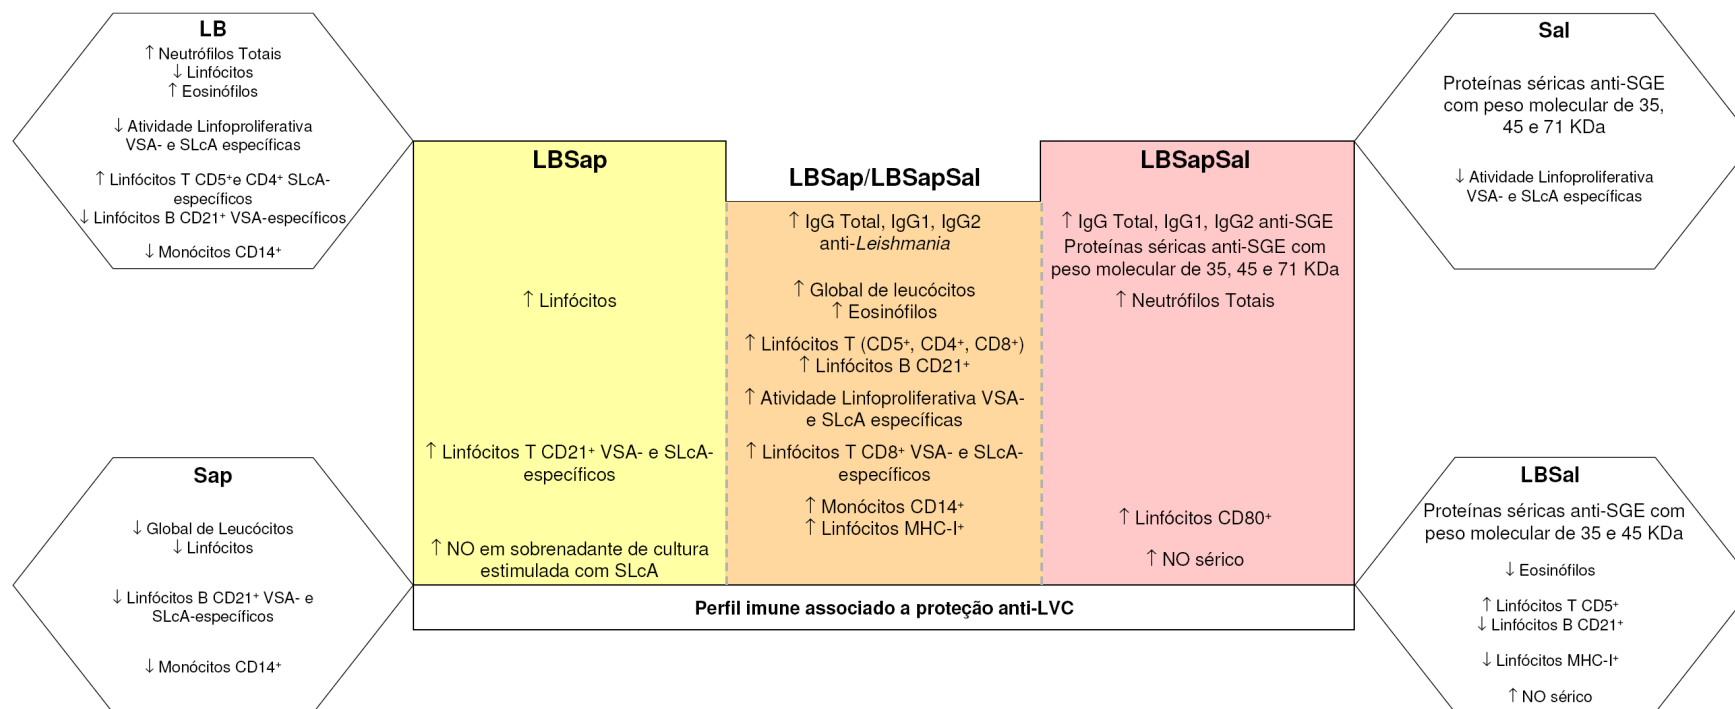 LB
↑ Neutrófilos Totais
↓ Linfócitos
↑ Eosinófilos
↓ Atividade Linfoproliferativa
VSA- e SLcA específicas
↑ Linfócitos T CD5⁺e CD4⁺ SLcA-
específicos
↓ Linfócitos B CD21⁺ VSA-específicos
↓ Monócitos CD14⁺
Sap
↓ Global de Leucócitos
↓ Linfócitos
↓ Linfócitos B CD21⁺ VSA- e
SLcA-específicos
↓ Monócitos CD14⁺
LBSap
↑ Linfócitos
↑ Linfócitos T CD21⁺ VSA- e SLcA-
específicos
↑ NO em sobrenadante de cultura
estimulada com SLcA
LBSap/LBSapSal
↑ IgG Total, IgG1, IgG2
anti-Leishmania
↑ Global de leucócitos
↑ Eosinófilos
↑ Linfócitos T (CD5⁺, CD4⁺, CD8⁺)
↑ Linfócitos B CD21⁺
↑ Atividade Linfoproliferativa VSA-
e SLcA específicas
↑ Linfócitos T CD8⁺ VSA- e SLcA-
específicos
↑ Monócitos CD14⁺
↑ Linfócitos MHC-I⁺
LBSapSal
↑ IgG Total, IgG1, IgG2 anti-SGE
Proteínas séricas anti-SGE com
peso molecular de 35, 45 e 71 KDa
↑ Neutrófilos Totais
↑ Linfócitos CD80⁺
↑ NO sérico
Perfil imune associado a proteção anti-LVC
Sal
Proteínas séricas anti-SGE
com peso molecular de 35,
45 e 71 KDa
↓ Atividade Linfoproliferativa
VSA- e SLcA específicas
LBSal
Proteínas séricas anti-SGE com
peso molecular de 35 e 45 KDa
↓ Eosinófilos
↑ Linfócitos T CD5⁺
↓ Linfócitos B CD21⁺
↓ Linfócitos MHC-I⁺
↑ NO sérico